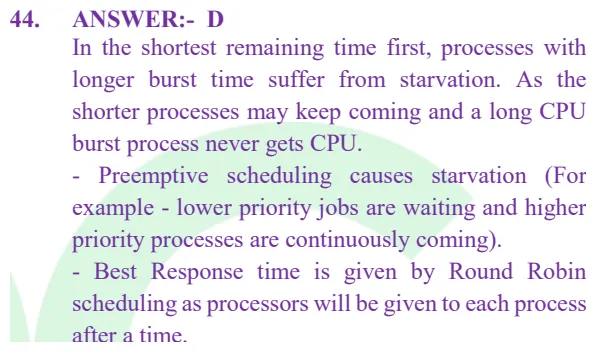 44. ANSWER:- D
In the shortest remaining time first, processes with
longer burst time suffer from starvation. As the
shorter processes may keep coming and a long CPU
burst process never gets CPU.
- Preemptive scheduling causes starvation (For
example - lower priority jobs are waiting and higher
priority processes are continuously coming).
- Best Response time is given by Round Robin
scheduling as processors will be given to each process
after a time.